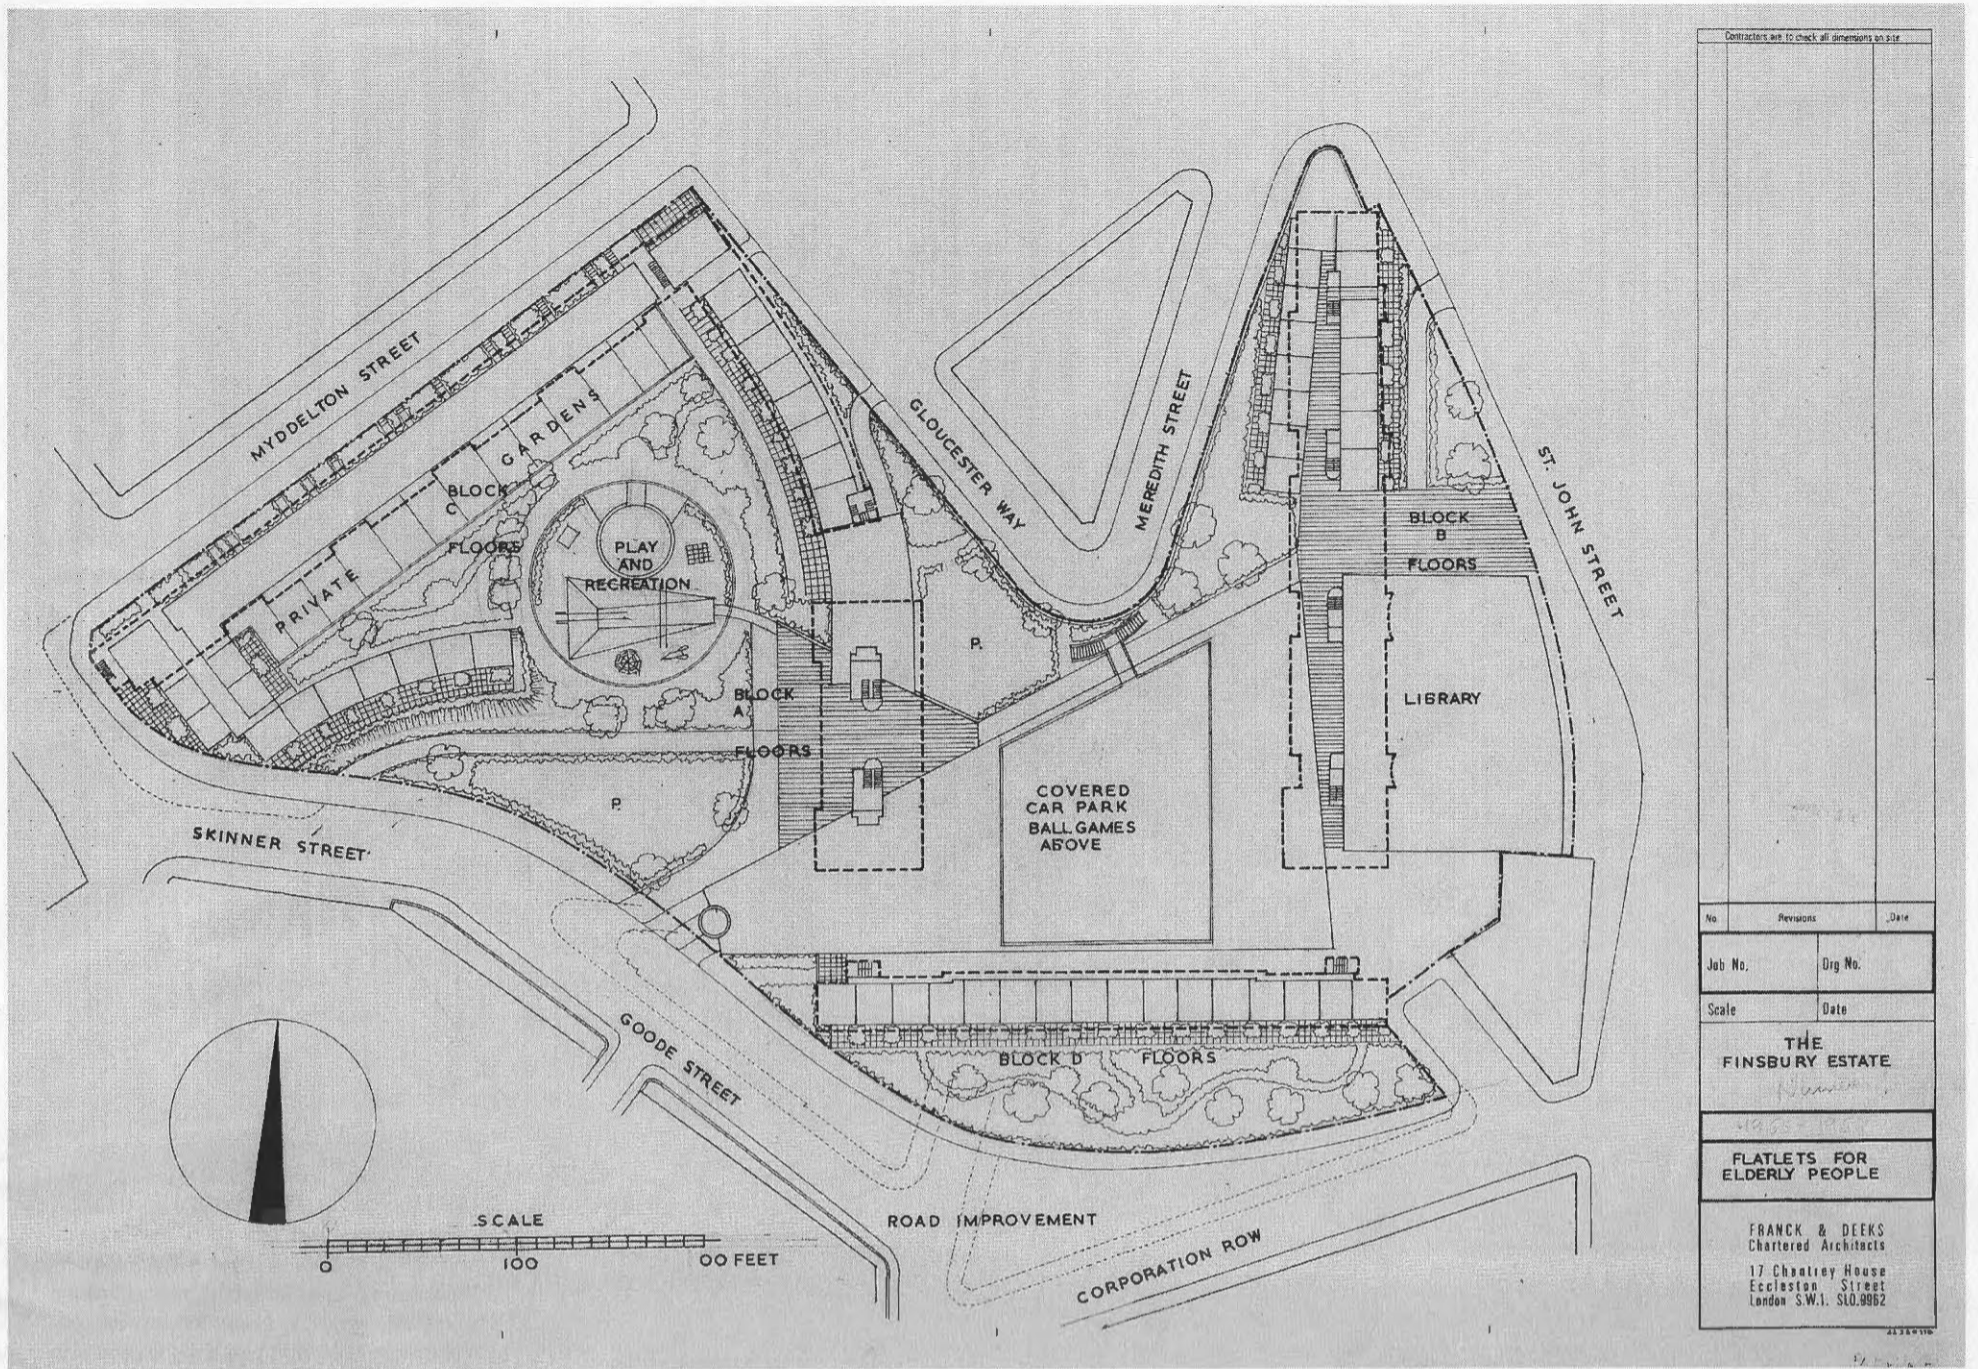 Contractors are to check all dimensions on site
MYDDELTON STREET
GLOUCESTER WAY
MEREDITH STREET
ST. JOHN STREET
PRIVATE GARDENS
BLOCK
C
FLOORS
PLAY
AND
RECREATION
BLOCK
B
FLOORS
P.
BLOCK
A
FLOORS
LIBRARY
P.
COVERED
CAR PARK
BALL GAMES
ABOVE
SKINNER STREET
GOODE STREET
BLOCK D FLOORS
ROAD IMPROVEMENT
CORPORATION ROW
SCALE
0 100 00 FEET
No Revisions Date
Job No. Drg No.
Scale Date
THE
FINSBURY ESTATE
FLATLETS FOR
ELDERLY PEOPLE
FRANCK & DEEKS
Chartered Architects
17 Chantrey House
Eccleston Street
London S.W.1. SLO.9962